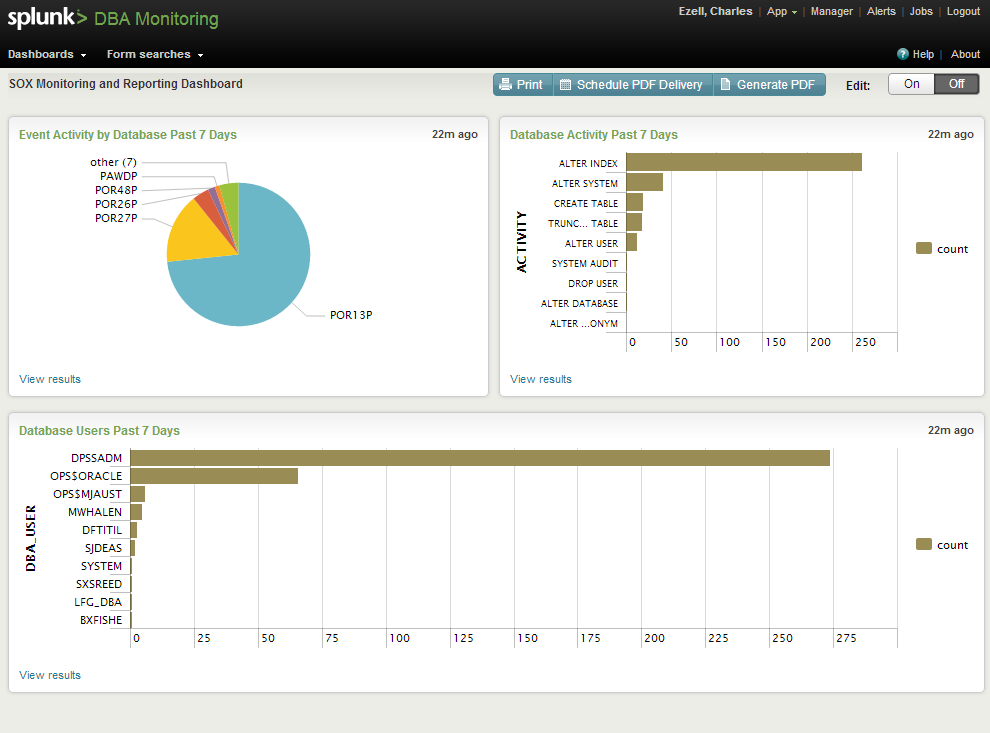 splunk> DBA Monitoring
Ezell, Charles | App | Manager | Alerts | Jobs | Logout
Dashboards Form searches
? Help | About
SOX Monitoring and Reporting Dashboard
Print Schedule PDF Delivery Generate PDF Edit: On Off
Event Activity by Database Past 7 Days 22m ago
other (7)
PAWDP
POR48P
POR26P
POR27P
POR13P
View results
Database Activity Past 7 Days 22m ago
ACTIVITY
ALTER INDEX
ALTER SYSTEM
CREATE TABLE
TRUNC... TABLE
ALTER USER
SYSTEM AUDIT
DROP USER
ALTER DATABASE
ALTER ...ONYM
0 50 100 150 200 250
count
View results
Database Users Past 7 Days 22m ago
DBA_USER
DPSSADM
OPS$ORACLE
OPS$MJAUST
MWHALEN
DFTITIL
SJDEAS
SYSTEM
SXSREED
LFG_DBA
BXFISHE
0 25 50 75 100 125 150 175 200 225 250 275
count
View results